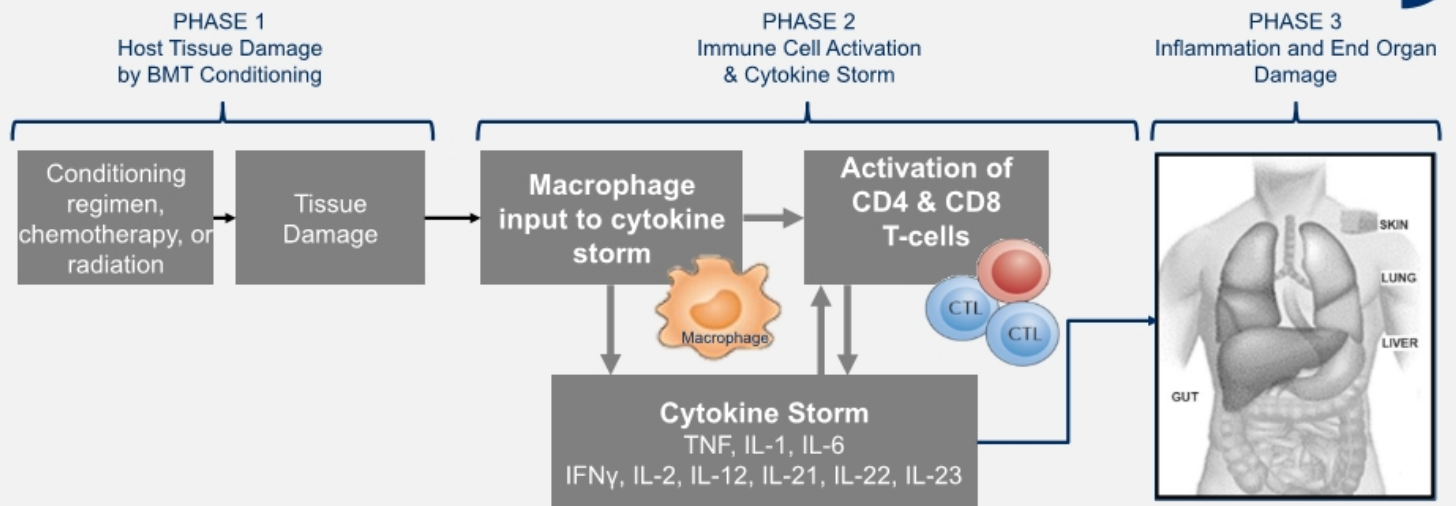 PHASE 1
Host Tissue Damage
by BMT Conditioning
PHASE 2
Immune Cell Activation
& Cytokine Storm
PHASE 3
Inflammation and End Organ
Damage
Conditioning
regimen,
chemotherapy, or
radiation
Tissue
Damage
Macrophage
input to cytokine
storm
Macrophage
Activation of
CD4 & CD8
T-cells
CTL
CTL
Cytokine Storm
TNF, IL-1, IL-6
IFNγ, IL-2, IL-12, IL-21, IL-22, IL-23
SKIN
LUNG
LIVER
GUT